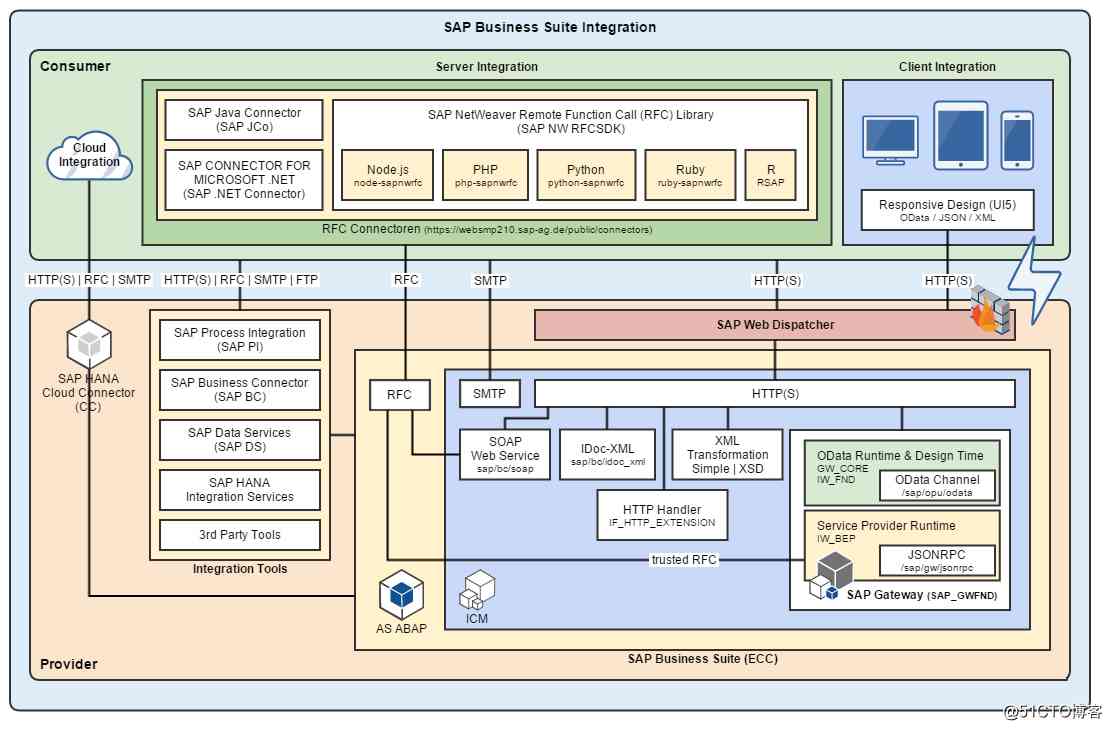 SAP Business Suite Integration
Consumer
Server Integration
Client Integration
Cloud
Integration
SAP Java Connector
(SAP JCo)
SAP CONNECTOR FOR
MICROSOFT .NET
(SAP .NET Connector)
SAP NetWeaver Remote Function Call (RFC) Library
(SAP NW RFCSDK)
Node.js
node-sapnwrfc
PHP
php-sapnwrfc
Python
python-sapnwrfc
Ruby
ruby-sapnwrfc
R
RSAP
RFC Connectoren (https://websmp210.sap-ag.de/public/connectors)
Responsive Design (UI5)
OData / JSON / XML
HTTP(S) | RFC | SMTP
HTTP(S) | RFC | SMTP | FTP
RFC
SMTP
HTTP(S)
HTTP(S)
SAP HANA
Cloud Connector
(CC)
SAP Process Integration
(SAP PI)
SAP Business Connector
(SAP BC)
SAP Data Services
(SAP DS)
SAP HANA
Integration Services
3rd Party Tools
Integration Tools
SAP Web Dispatcher
RFC
SMTP
HTTP(S)
SOAP
Web Service
sap/bc/soap
IDoc-XML
sap/bc/idoc_xml
XML
Transformation
Simple | XSD
HTTP Handler
IF_HTTP_EXTENSION
OData Runtime & Design Time
GW_CORE
IW_FND
OData Channel
/sap/opu/odata
Service Provider Runtime
IW_BEP
JSONRPC
/sap/gw/jsonrpc
SAP Gateway (SAP_GWFND)
trusted RFC
AS ABAP
ICM
SAP Business Suite (ECC)
Provider
@51CTO博客